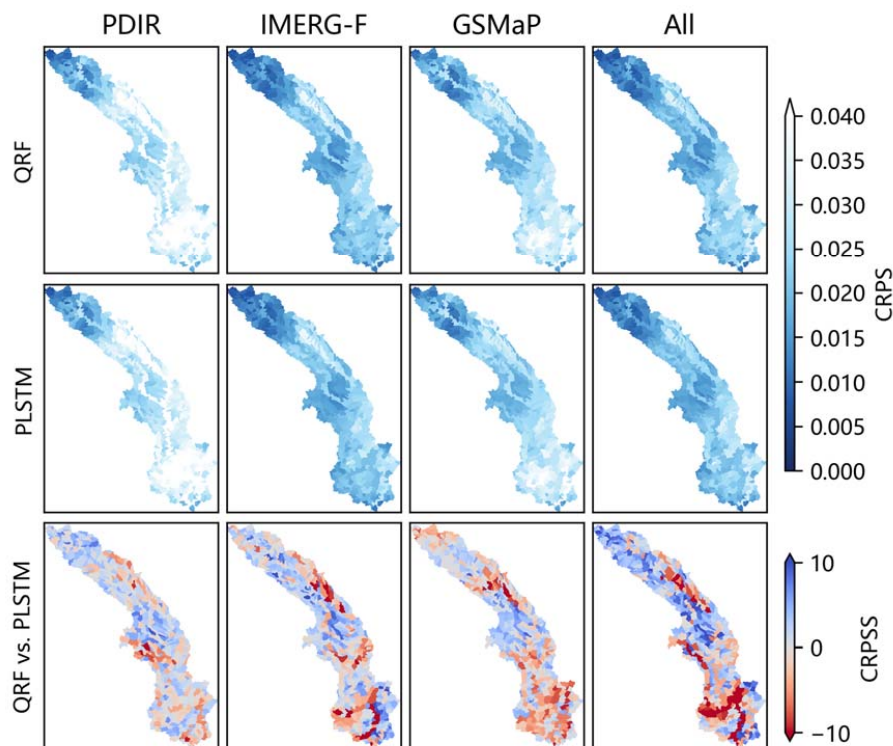 PDIR IMERG-F GSMaP All
QRF
0.040
0.035
0.030
0.025
0.020
0.015
0.010
0.005
0.000
CRPS
PLSTM
QRF vs. PLSTM
10
0
−10
CRPSS